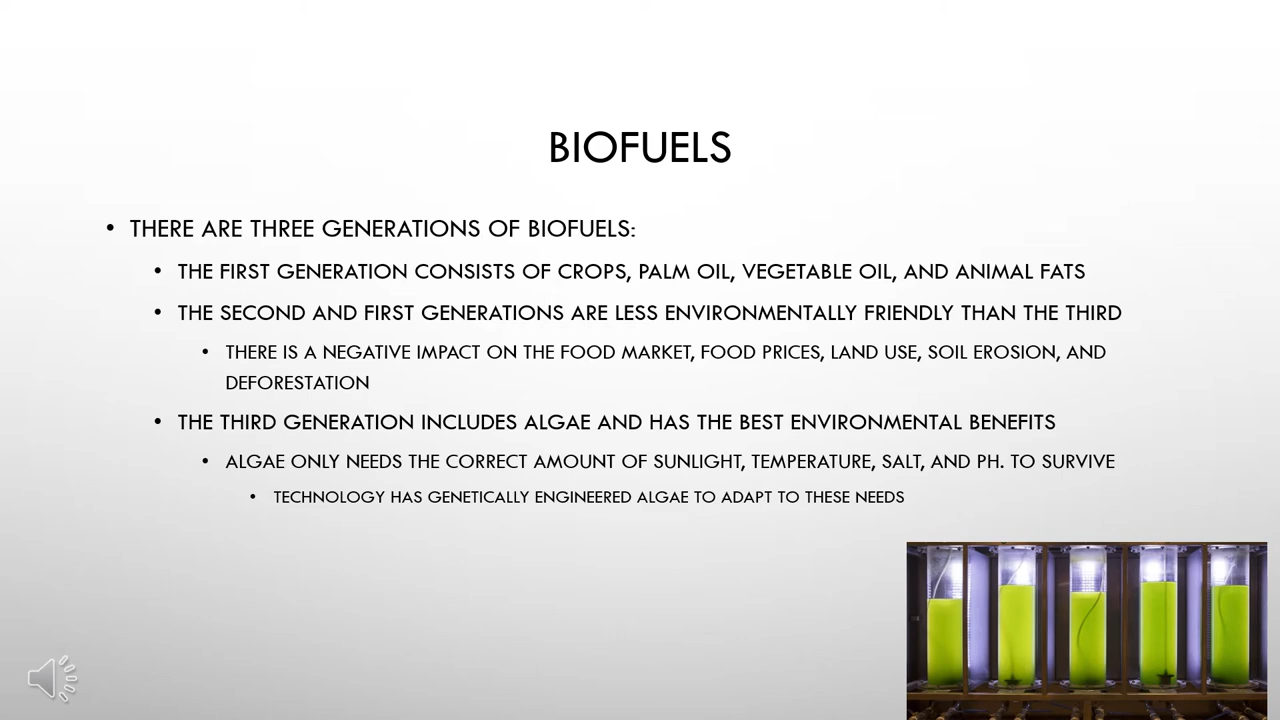 BIOFUELS
• THERE ARE THREE GENERATIONS OF BIOFUELS:
• THE FIRST GENERATION CONSISTS OF CROPS, PALM OIL, VEGETABLE OIL, AND ANIMAL FATS
• THE SECOND AND FIRST GENERATIONS ARE LESS ENVIRONMENTALLY FRIENDLY THAN THE THIRD
• THERE IS A NEGATIVE IMPACT ON THE FOOD MARKET, FOOD PRICES, LAND USE, SOIL EROSION, AND
DEFORESTATION
• THE THIRD GENERATION INCLUDES ALGAE AND HAS THE BEST ENVIRONMENTAL BENEFITS
• ALGAE ONLY NEEDS THE CORRECT AMOUNT OF SUNLIGHT, TEMPERATURE, SALT, AND PH. TO SURVIVE
• TECHNOLOGY HAS GENETICALLY ENGINEERED ALGAE TO ADAPT TO THESE NEEDS